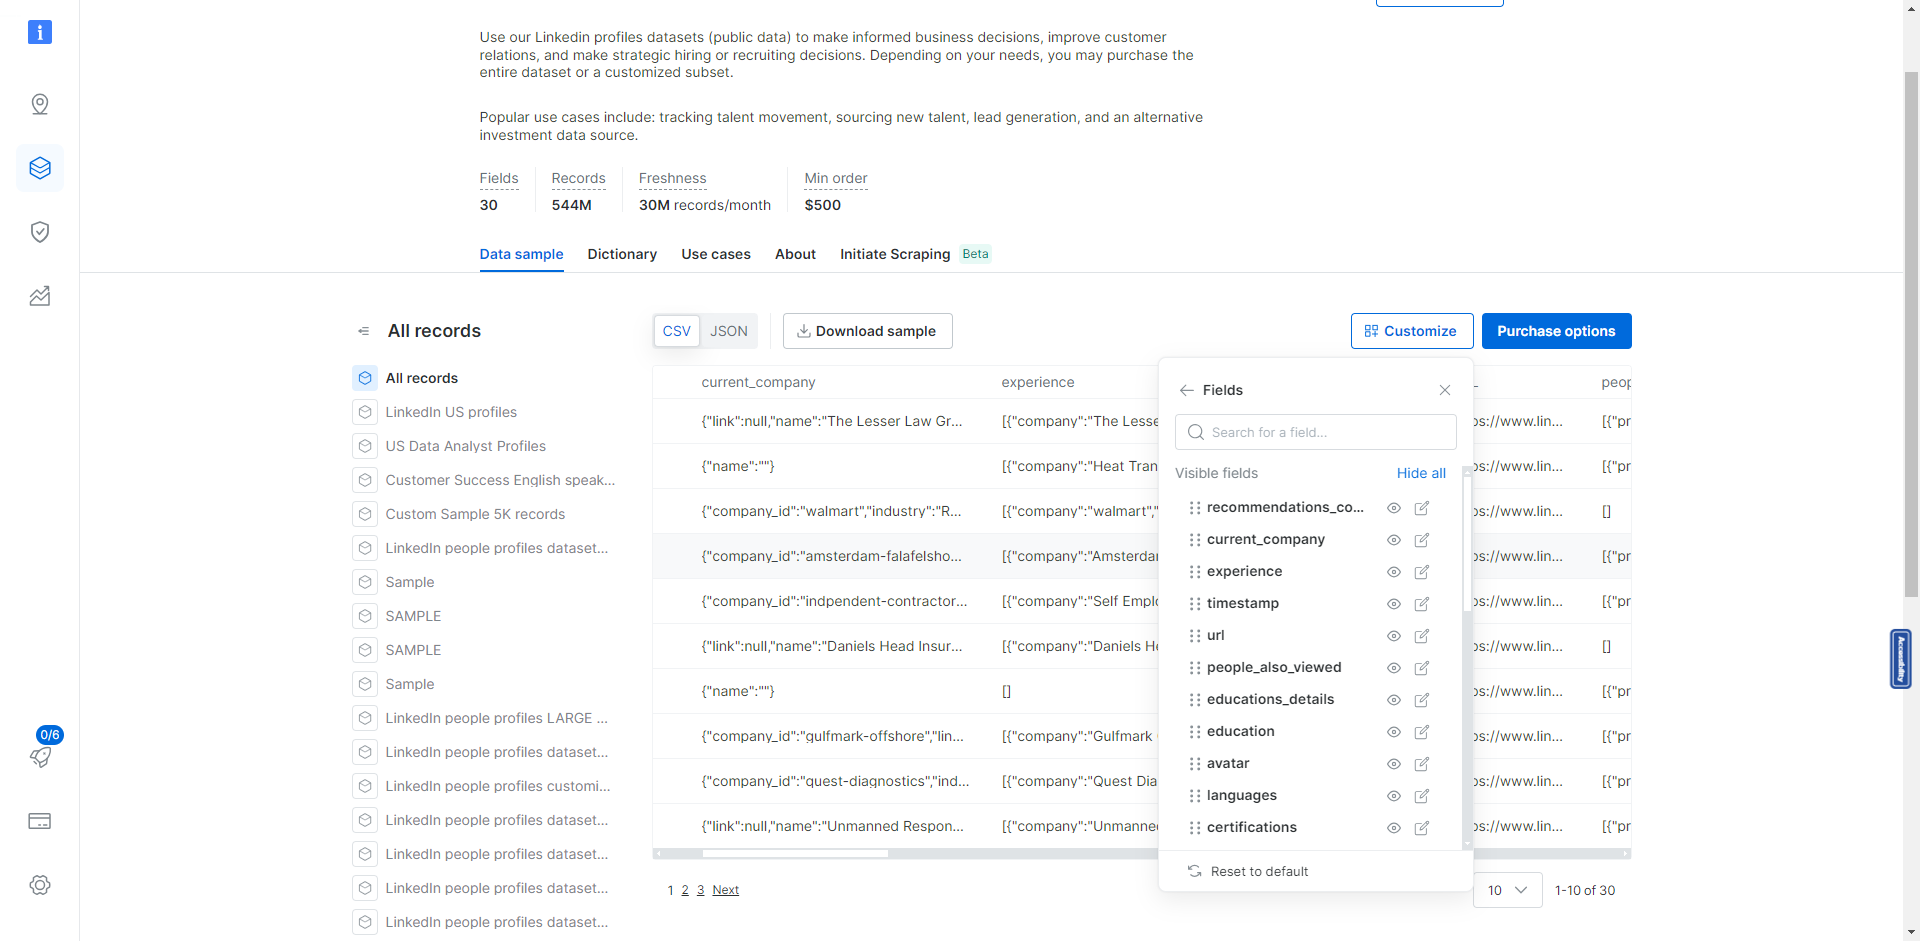 Use our Linkedin profiles datasets (public data) to make informed business decisions, improve customer
relations, and make strategic hiring or recruiting decisions. Depending on your needs, you may purchase the
entire dataset or a customized subset.
Popular use cases include: tracking talent movement, sourcing new talent, lead generation, and an alternative
investment data source.
Fields Records Freshness Min order
30 544M 30M records/month $500
Data sample Dictionary Use cases About Initiate Scraping Beta
All records
CSV JSON Download sample Customize Purchase options
All records
LinkedIn US profiles
US Data Analyst Profiles
Customer Success English speak...
Custom Sample 5K records
LinkedIn people profiles dataset...
Sample
SAMPLE
SAMPLE
Sample
LinkedIn people profiles LARGE ...
LinkedIn people profiles dataset...
LinkedIn people profiles customi...
LinkedIn people profiles dataset...
LinkedIn people profiles dataset...
LinkedIn people profiles dataset...
LinkedIn people profiles dataset...
current_company experience peop
{"link":null,"name":"The Lesser Law Gr... [{"company":"The Lesse ps://www.lin... [{"pr
{"name":""} [{"company":"Heat Tran ps://www.lin... [{"pr
{"company_id":"walmart","industry":"R... [{"company":"walmart"," ps://www.lin... []
{"company_id":"amsterdam-falafelsho... [{"company":"Amsterdar ps://www.lin... [{"pr
{"company_id":"indpendent-contractor... [{"company":"Self Emplo ps://www.lin... [{"pr
{"link":null,"name":"Daniels Head Insur... [{"company":"Daniels He ps://www.lin... []
{"name":""} [] ps://www.lin... [{"pr
{"company_id":"gulfmark-offshore","lin... [{"company":"Gulfmark ps://www.lin... [{"pr
{"company_id":"quest-diagnostics","ind... [{"company":"Quest Dia ps://www.lin... [{"pr
{"link":null,"name":"Unmanned Respon... [{"company":"Unmanne ps://www.lin... [{"pr
Fields
Search for a field...
Visible fields Hide all
recommendations_co...
current_company
experience
timestamp
url
people_also_viewed
educations_details
education
avatar
languages
certifications
Reset to default
1 2 3 Next
10 1-10 of 30
0/6
Accessibility